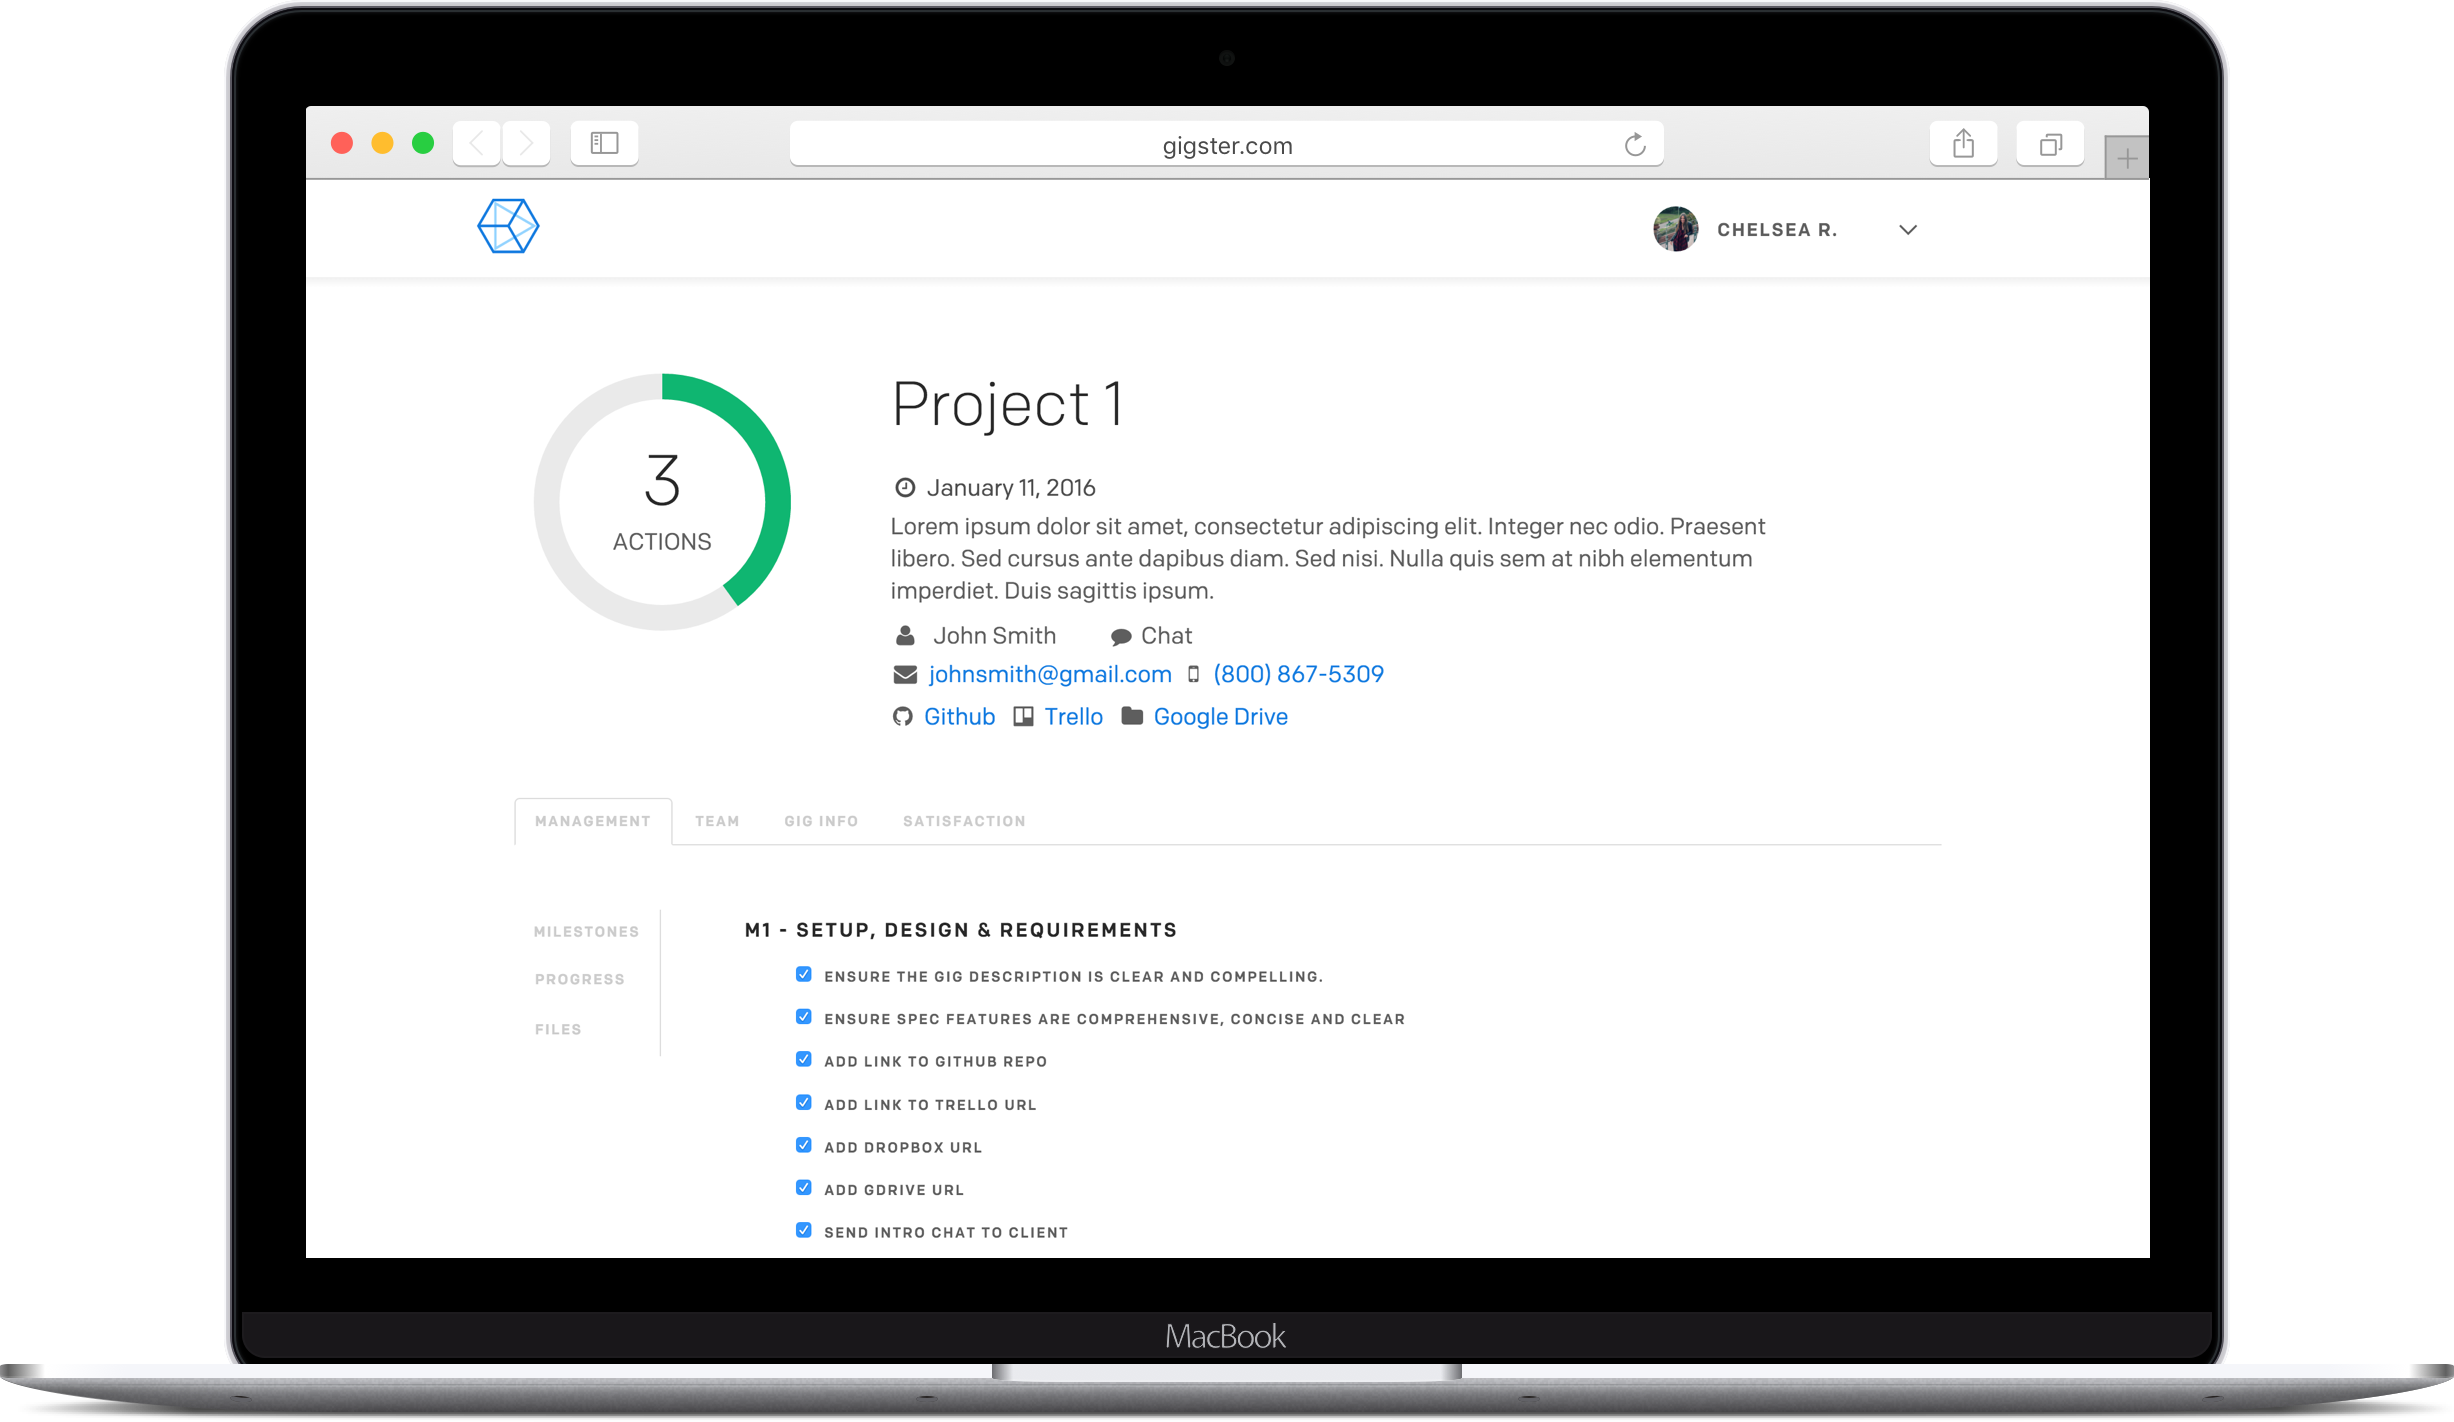 gigster.com
CHELSEA R.
3
ACTIONS
Project 1
January 11, 2016
Lorem ipsum dolor sit amet, consectetur adipiscing elit. Integer nec odio. Praesent
libero. Sed cursus ante dapibus diam. Sed nisi. Nulla quis sem at nibh elementum
imperdiet. Duis sagittis ipsum.
John Smith Chat
johnsmith@gmail.com (800) 867-5309
Github Trello Google Drive
MANAGEMENT TEAM GIG INFO SATISFACTION
MILESTONES
PROGRESS
FILES
M1 - SETUP, DESIGN & REQUIREMENTS
ENSURE THE GIG DESCRIPTION IS CLEAR AND COMPELLING.
ENSURE SPEC FEATURES ARE COMPREHENSIVE, CONCISE AND CLEAR
ADD LINK TO GITHUB REPO
ADD LINK TO TRELLO URL
ADD DROPBOX URL
ADD GDRIVE URL
SEND INTRO CHAT TO CLIENT
MacBook